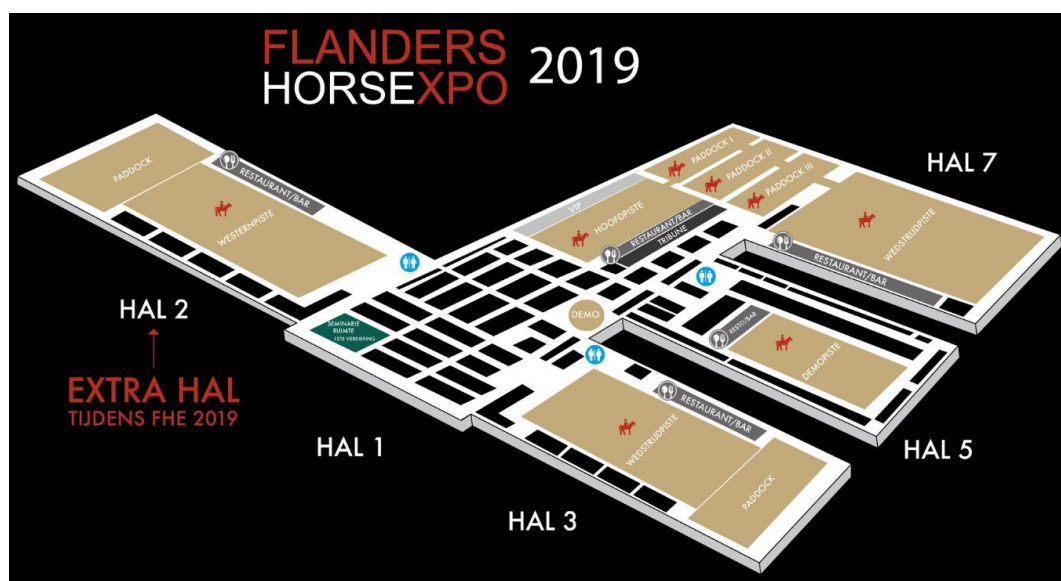 FLANDERS
HORSEXPO
2019
PADDOCK
RESTAURANT/BAR
WESTERNPISTE
HAL 2
EXTRA HAL
TIJDENS FHE 2019
SEMINARIE
RUIMTE
1STE VERDIEPING
HAL 1
VIP
HOOFDPISTE
RESTAURANT/BAR
TRIBUNE
PADDOCK I
PADDOCK II
PADDOCK III
HAL 7
WEDSTRIJDPISTE
RESTAURANT/BAR
DEMO
RESTO/BAR
DEMOPISTE
HAL 5
RESTAURANT/BAR
WEDSTRIJDPISTE
PADDOCK
HAL 3